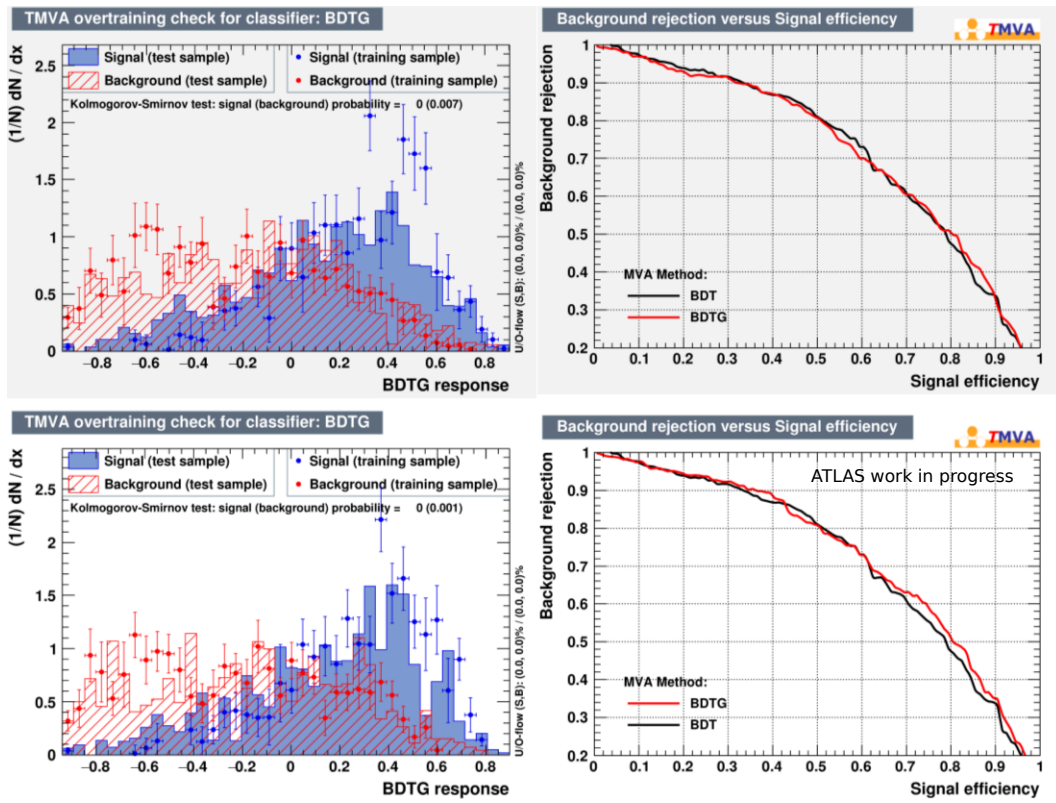 TMVA overtraining check for classifier: BDTG
(1/N) dN / dx
2.5
2
1.5
1
0.5
0
Signal (test sample)
Background (test sample)
Signal (training sample)
Background (training sample)
Kolmogorov-Smirnov test: signal (background) probability = 0 (0.007)
−0.8 −0.6 −0.4 −0.2 0 0.2 0.4 0.6 0.8
BDTG response
U/O-flow (S,B): (0.0, 0.0)% / (0.0, 0.0)%
Background rejection versus Signal efficiency
TMVA
Background rejection
1
0.9
0.8
0.7
0.6
0.5
0.4
0.3
0.2
MVA Method:
BDT
BDTG
0 0.1 0.2 0.3 0.4 0.5 0.6 0.7 0.8 0.9 1
Signal efficiency
TMVA overtraining check for classifier: BDTG
(1/N) dN / dx
2.5
2
1.5
1
0.5
0
Signal (test sample)
Background (test sample)
Signal (training sample)
Background (training sample)
Kolmogorov-Smirnov test: signal (background) probability = 0 (0.001)
−0.8 −0.6 −0.4 −0.2 0 0.2 0.4 0.6 0.8
BDTG response
U/O-flow (S,B): (0.0, 0.0)% / (0.0, 0.0)%
Background rejection versus Signal efficiency
TMVA
Background rejection
1
0.9
0.8
0.7
0.6
0.5
0.4
0.3
0.2
ATLAS work in progress
MVA Method:
BDTG
BDT
0 0.1 0.2 0.3 0.4 0.5 0.6 0.7 0.8 0.9 1
Signal efficiency